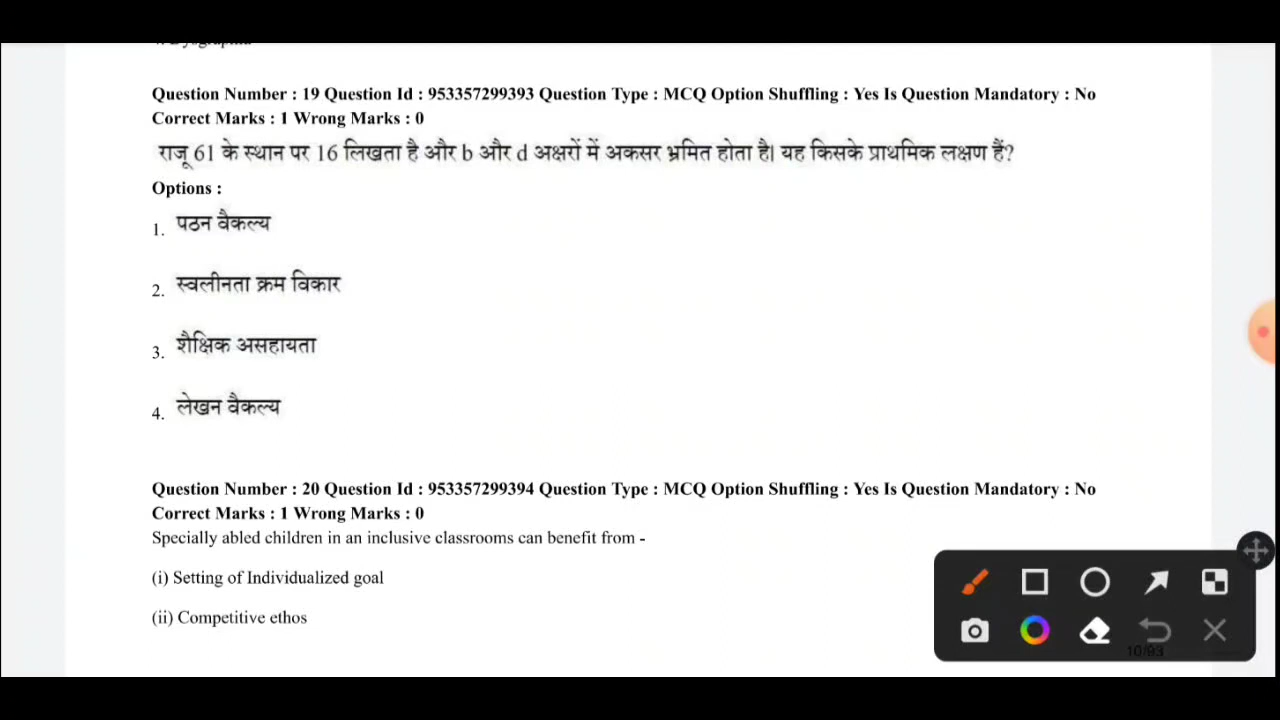 Question Number : 19 Question Id : 953357299393 Question Type : MCQ Option Shuffling : Yes Is Question Mandatory : No
Correct Marks : 1 Wrong Marks : 0
राजू 61 के स्थान पर 16 लिखता है और b और d अक्षरों में अकसर भ्रमित होता है। यह किसके प्राथमिक लक्षण हैं?
Options :
1. पठन वैकल्य
2. स्वलीनता क्रम विकार
3. शैक्षिक असहायता
4. लेखन वैकल्य
Question Number : 20 Question Id : 953357299394 Question Type : MCQ Option Shuffling : Yes Is Question Mandatory : No
Correct Marks : 1 Wrong Marks : 0
Specially abled children in an inclusive classrooms can benefit from -
(i) Setting of Individualized goal
(ii) Competitive ethos
10/93